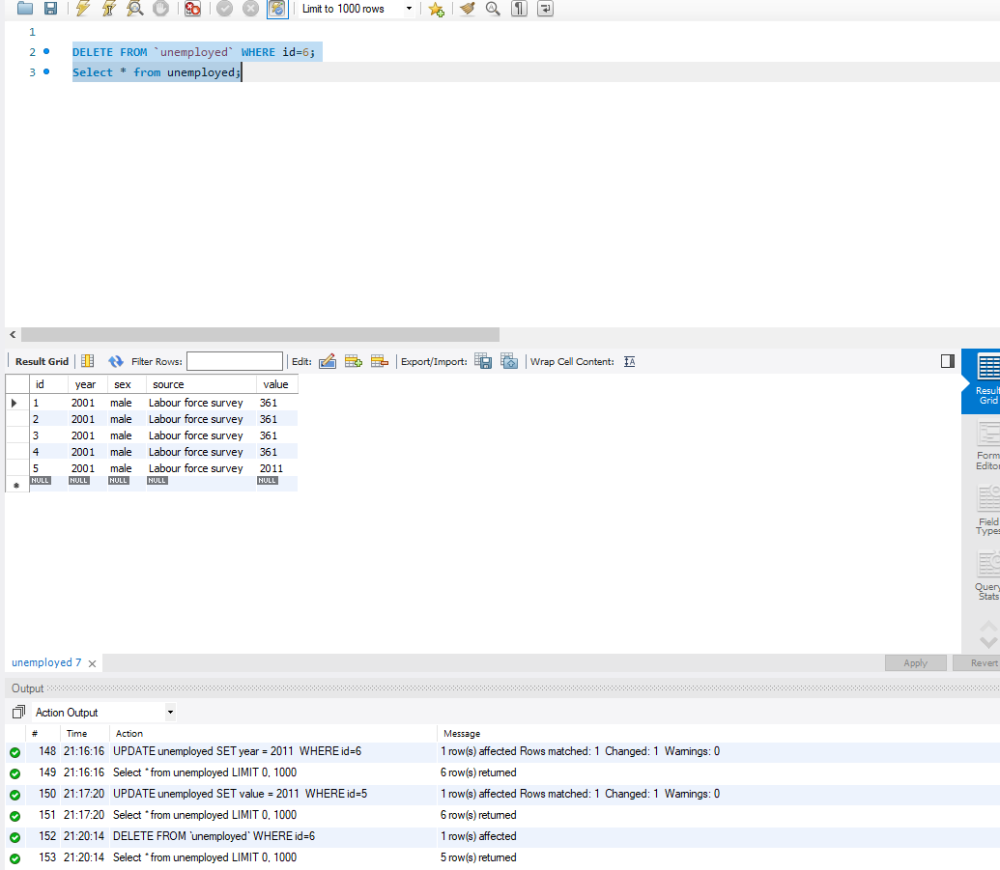 Limit to 1000 rows
1
2 DELETE FROM `unemployed` WHERE id=6;
3 Select * from unemployed;
Result Grid Filter Rows: Edit: Export/Import: Wrap Cell Content:
id year sex source value
1 2001 male Labour force survey 361
2 2001 male Labour force survey 361
3 2001 male Labour force survey 361
4 2001 male Labour force survey 361
5 2001 male Labour force survey 2011
NULL NULL NULL NULL NULL
Result
Grid
Form
Editor
Field
Types
Query
Stats
unemployed 7 Apply Revert
Output
Action Output
# Time Action Message
148 21:16:16 UPDATE unemployed SET year = 2011 WHERE id=6 1 row(s) affected Rows matched: 1 Changed: 1 Warnings: 0
149 21:16:16 Select * from unemployed LIMIT 0, 1000 6 row(s) returned
150 21:17:20 UPDATE unemployed SET value = 2011 WHERE id=5 1 row(s) affected Rows matched: 1 Changed: 1 Warnings: 0
151 21:17:20 Select * from unemployed LIMIT 0, 1000 6 row(s) returned
152 21:20:14 DELETE FROM `unemployed` WHERE id=6 1 row(s) affected
153 21:20:14 Select * from unemployed LIMIT 0, 1000 5 row(s) returned